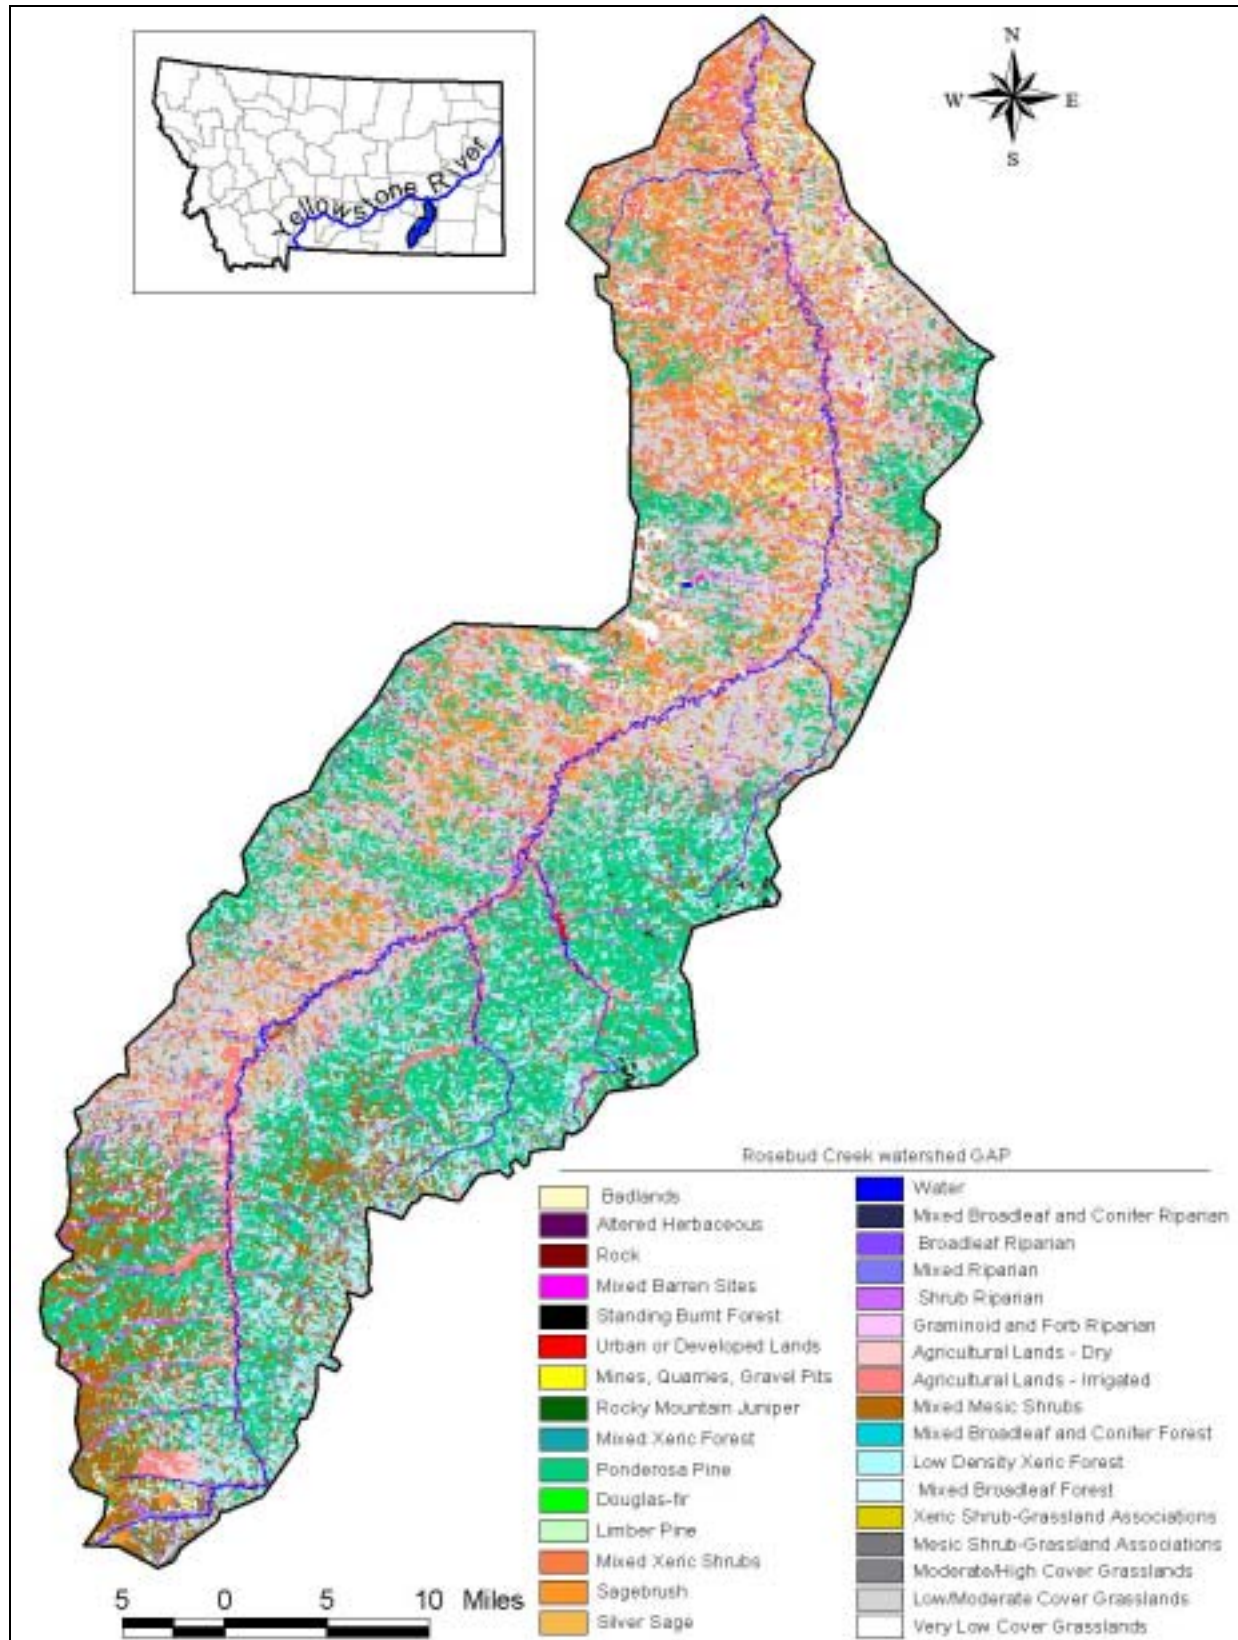 N
W E
S
Yellowstone River
Rosebud Creek watershed GAP
Badlands
Altered Herbaceous
Rock
Mixed Barren Sites
Standing Burnt Forest
Urban or Developed Lands
Mines, Quarries, Gravel Pits
Rocky Mountain Juniper
Mixed Xeric Forest
Ponderosa Pine
Douglas-fir
Limber Pine
Mixed Xeric Shrubs
Sagebrush
Silver Sage
Water
Mixed Broadleaf and Conifer Riparian
Broadleaf Riparian
Mixed Riparian
Shrub Riparian
Graminoid and Forb Riparian
Agricultural Lands - Dry
Agricultural Lands - Irrigated
Mixed Mesic Shrubs
Mixed Broadleaf and Conifer Forest
Low Density Xeric Forest
Mixed Broadleaf Forest
Xeric Shrub-Grassland Associations
Mesic Shrub-Grassland Associations
Moderate/High Cover Grasslands
Low/Moderate Cover Grasslands
Very Low Cover Grasslands
5 0 5 10 Miles